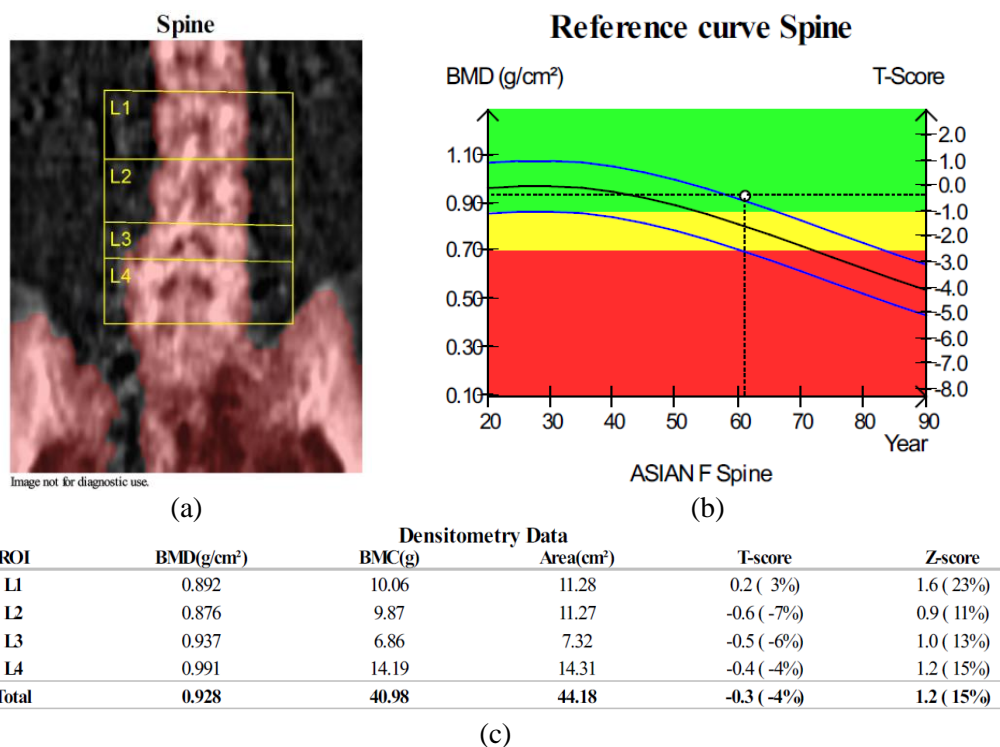 Spine
L1
L2
L3
L4
Image not for diagnostic use.
(a)
Reference curve Spine
BMD (g/cm²) T-Score
1.10
0.90
0.70
0.50
0.30
0.10
2.0
1.0
0.0
-1.0
-2.0
-3.0
-4.0
-5.0
-6.0
-7.0
-8.0
20 30 40 50 60 70 80 90
Year
ASIAN F Spine
(b)
Densitometry Data
ROI BMD(g/cm²) BMC(g) Area(cm²) T-score Z-score
L1 0.892 10.06 11.28 0.2 ( 3%) 1.6 ( 23%)
L2 0.876 9.87 11.27 -0.6 ( -7%) 0.9 ( 11%)
L3 0.937 6.86 7.32 -0.5 ( -6%) 1.0 ( 13%)
L4 0.991 14.19 14.31 -0.4 ( -4%) 1.2 ( 15%)
Total 0.928 40.98 44.18 -0.3 ( -4%) 1.2 ( 15%)
(c)